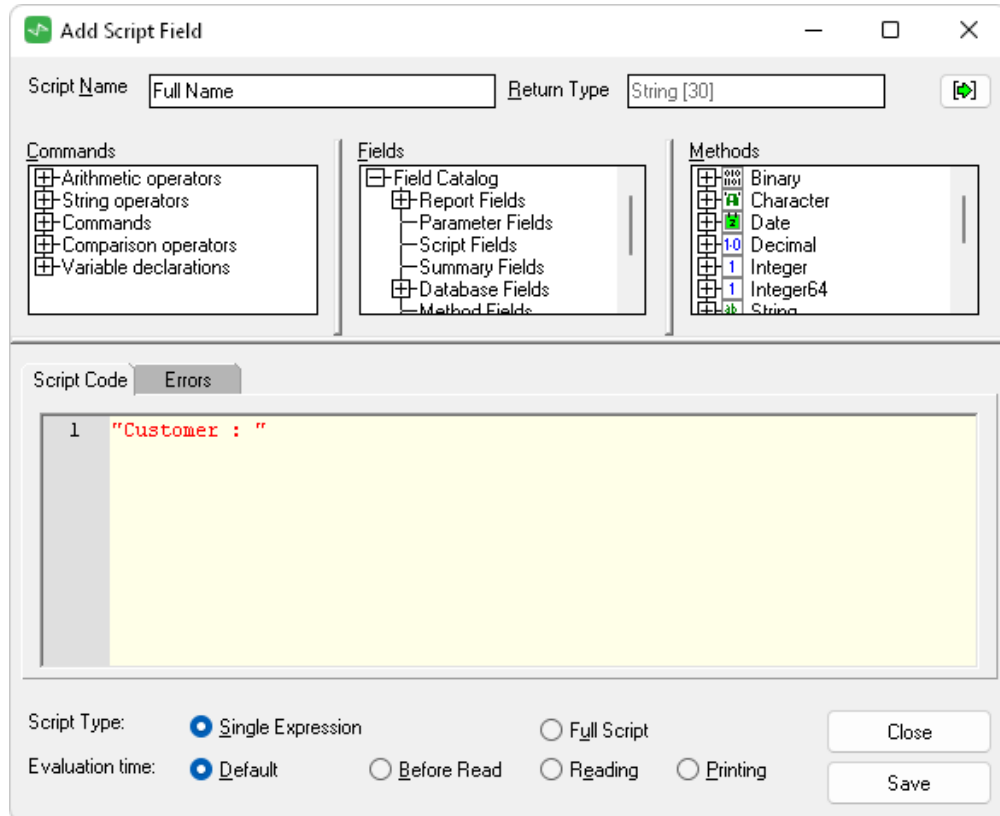 Add Script Field
Script Name Full Name Return Type String [30]
Commands
Arithmetic operators
String operators
Commands
Comparison operators
Variable declarations
Fields
Field Catalog
Report Fields
Parameter Fields
Script Fields
Summary Fields
Database Fields
Method Fields
Methods
Binary
Character
Date
Decimal
Integer
Integer64
String
Script Code Errors
1 "Customer : "
Script Type: Single Expression Full Script
Close
Evaluation time: Default Before Read Reading Printing
Save